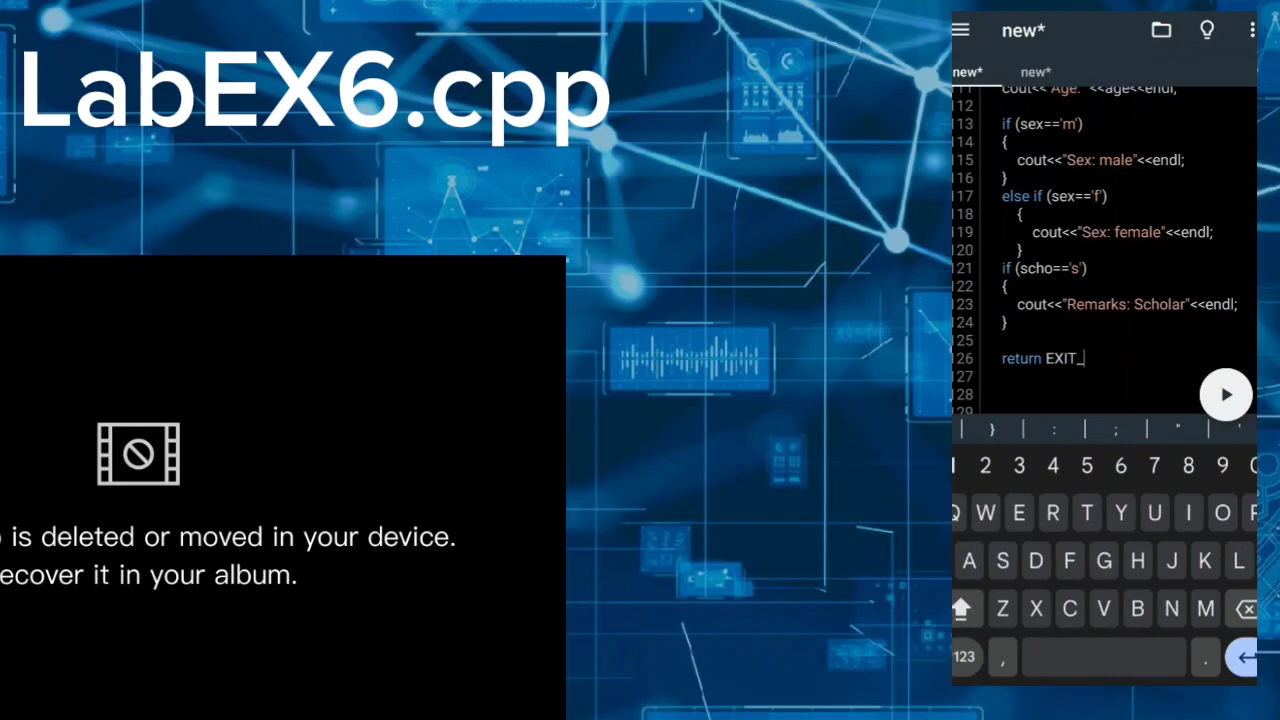 LabEX6.cpp
is deleted or moved in your device.
ecover it in your album.
new*
new* new*
cout<<"Age: "<<age<<endl;
112
113 if (sex=='m')
114 {
115 cout<<"Sex: male"<<endl;
116 }
117 else if (sex=='f')
118 {
119 cout<<"Sex: female"<<endl;
120 }
121 if (scho=='s')
122 {
123 cout<<"Remarks: Scholar"<<endl;
124 }
125
126 return EXIT_
127
128
129
} : ; " '
1 2 3 4 5 6 7 8 9 0
Q W E R T Y U I O P
A S D F G H J K L
Z X C V B N M
?123 , .